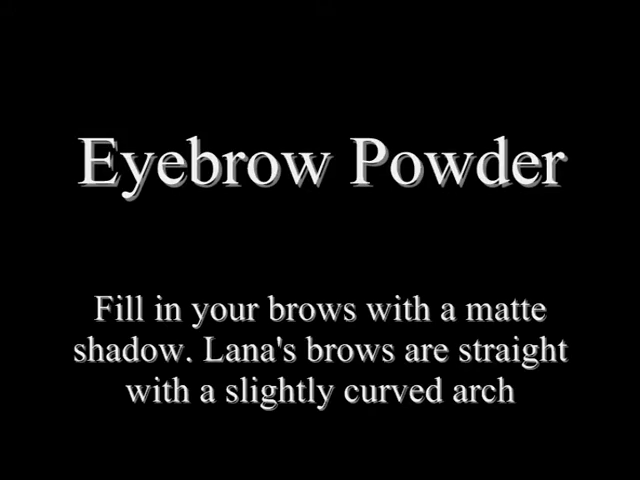 Eyebrow Powder
Fill in your brows with a matte
shadow. Lana's brows are straight
with a slightly curved arch